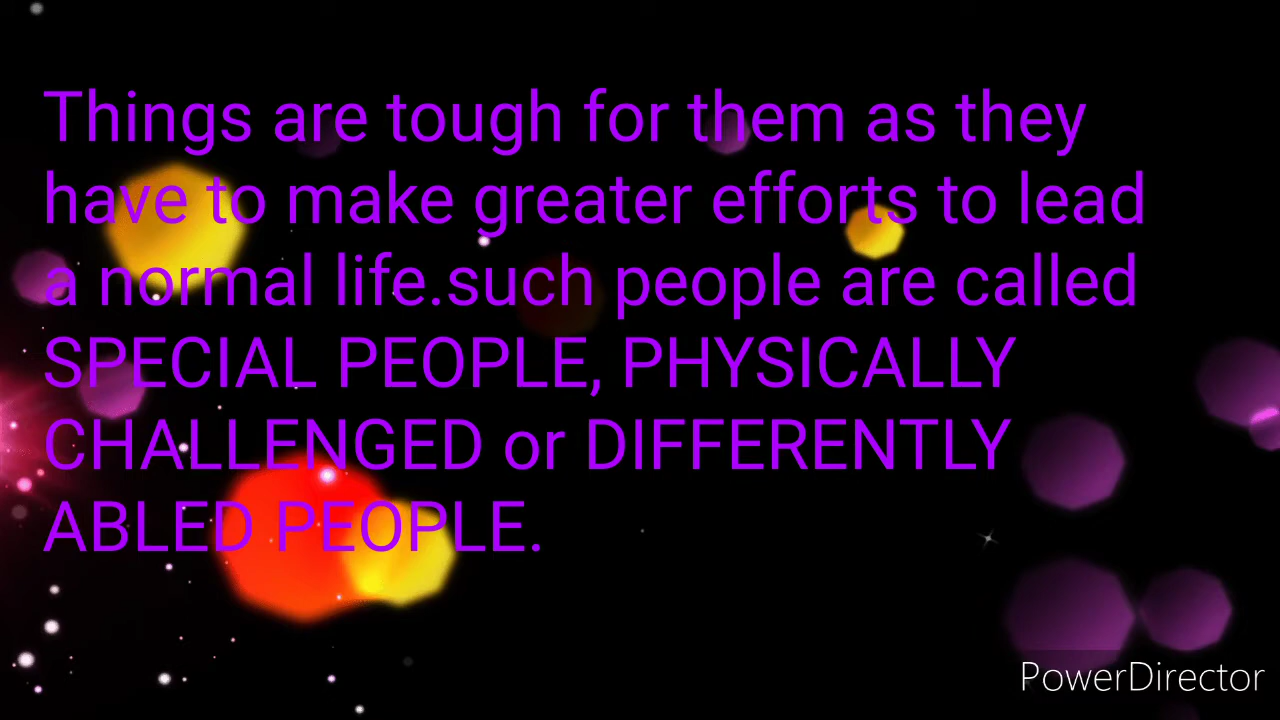 Things are tough for them as they
have to make greater efforts to lead
a normal life.such people are called
SPECIAL PEOPLE, PHYSICALLY
CHALLENGED or DIFFERENTLY
ABLED PEOPLE.
PowerDirector